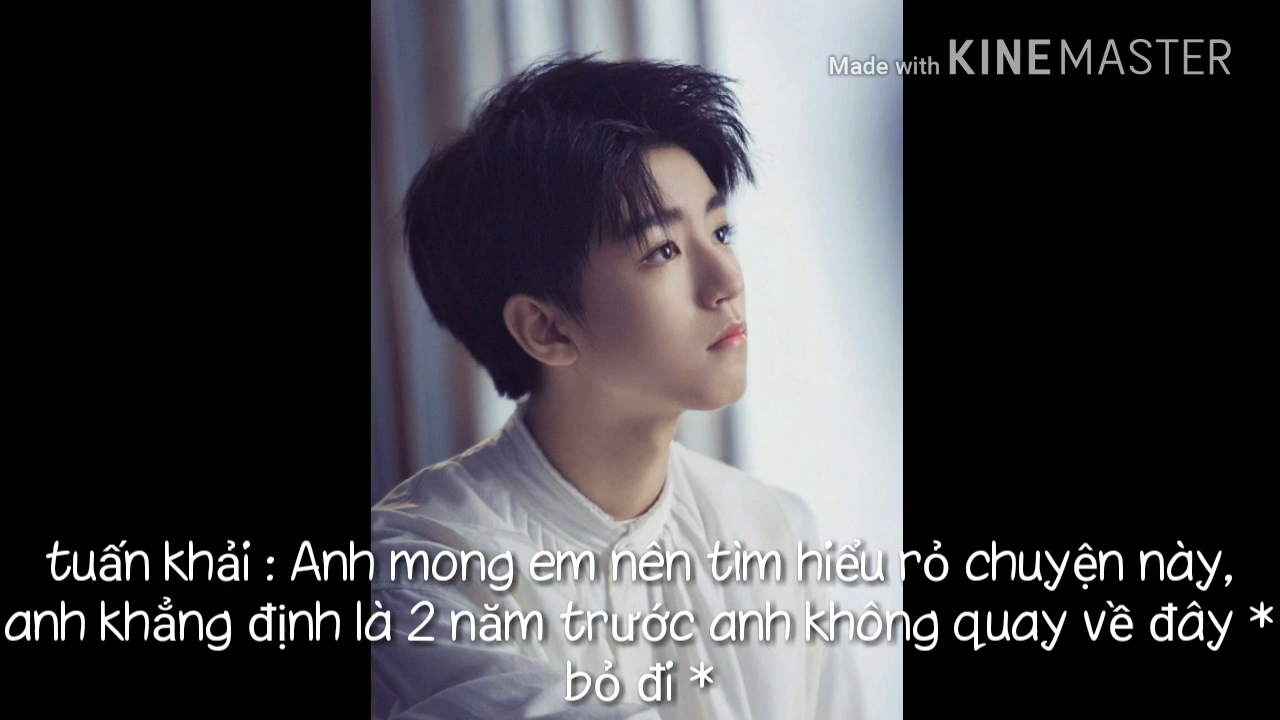 Made with KINEMASTER
tuấn khải : Anh mong em nên tìm hiểu rỏ chuyện này,
anh khẳng định là 2 năm trước anh không quay về đây *
bỏ đi *